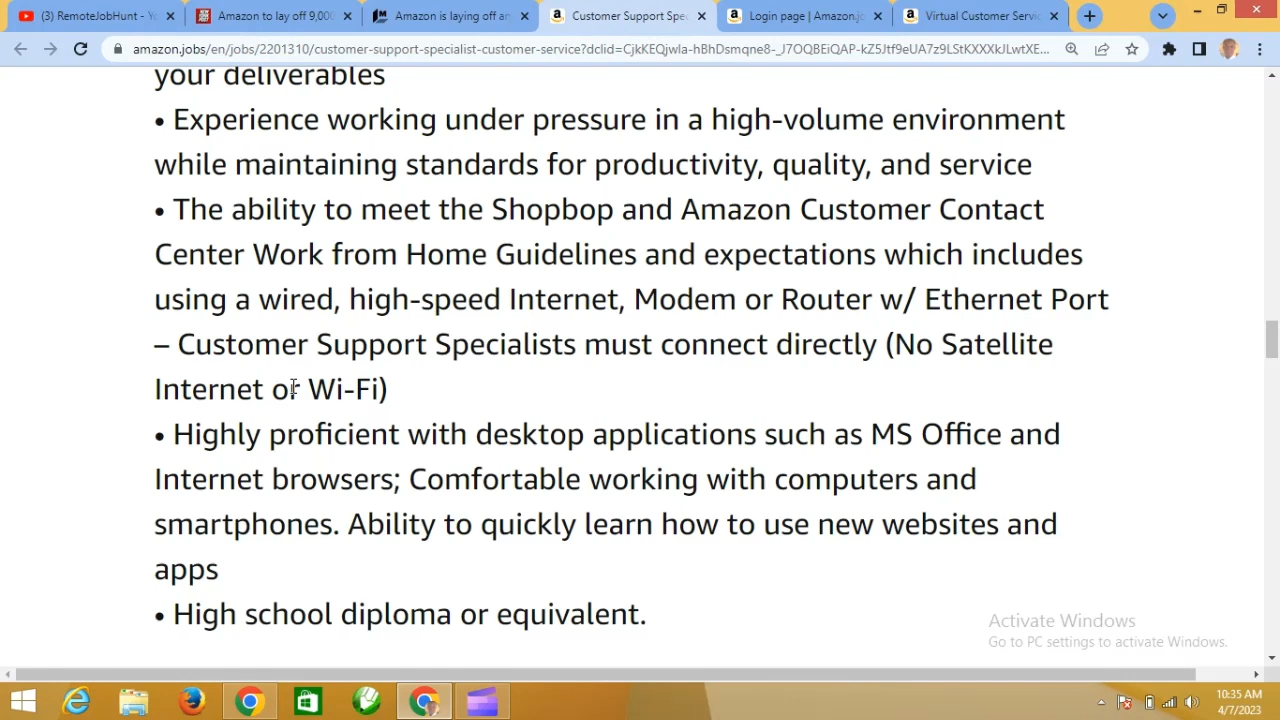 (3) RemoteJobHunt - Y
Amazon to lay off 9,000
Amazon is laying off an
Customer Support Spe
Login page | Amazon.jo
Virtual Customer Servi
amazon.jobs/en/jobs/2201310/customer-support-specialist-customer-service?dclid=CjkKEQjwla-hBhDsmqne8-_J7OQBEiQAP-kZ5Jtf9eUA7z9LStKXXXkJLwtXE...
your deliverables
• Experience working under pressure in a high-volume environment
while maintaining standards for productivity, quality, and service
• The ability to meet the Shopbop and Amazon Customer Contact
Center Work from Home Guidelines and expectations which includes
using a wired, high-speed Internet, Modem or Router w/ Ethernet Port
– Customer Support Specialists must connect directly (No Satellite
Internet or Wi-Fi)
• Highly proficient with desktop applications such as MS Office and
Internet browsers; Comfortable working with computers and
smartphones. Ability to quickly learn how to use new websites and
apps
• High school diploma or equivalent.
Activate Windows
Go to PC settings to activate Windows.
10:35 AM
4/7/2023